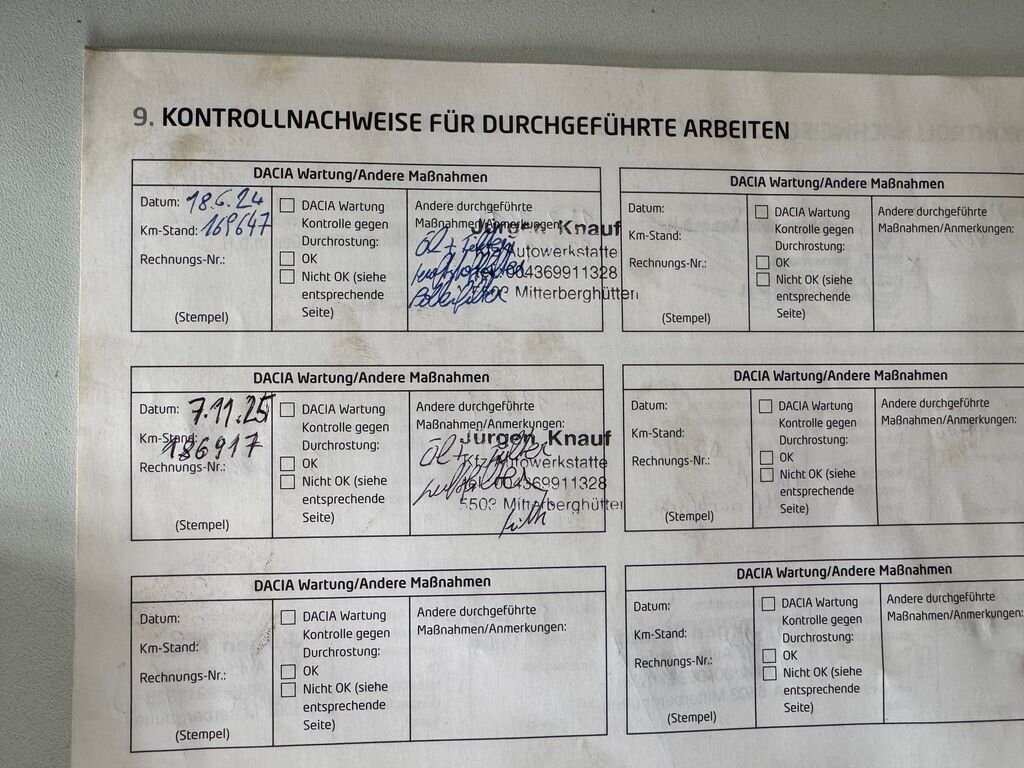 9. KONTROLLNACHWEISE FÜR DURCHGEFÜHRTE ARBEITEN
DACIA Wartung/Andere Maßnahmen
Datum: 18.6.24
Km-Stand: 169647
Rechnungs-Nr.:
(Stempel)
DACIA Wartung
Kontrolle gegen
Durchrostung:
OK
Nicht OK (siehe
entsprechende
Seite)
Andere durchgeführte
Maßnahmen/Anmerkungen:
Jürgen Knauf
Autowerkstätte
Tel. 004369911328
5502 Mitterberghütten
Öl + Filter
Luftfilter
Pollenfilter
DACIA Wartung/Andere Maßnahmen
Datum:
Km-Stand:
Rechnungs-Nr.:
(Stempel)
DACIA Wartung
Kontrolle gegen
Durchrostung:
OK
Nicht OK (siehe
entsprechende
Seite)
Andere durchgeführte
Maßnahmen/Anmerkungen:
DACIA Wartung/Andere Maßnahmen
Datum: 7.11.25
Km-Stand: 186917
Rechnungs-Nr.:
(Stempel)
DACIA Wartung
Kontrolle gegen
Durchrostung:
OK
Nicht OK (siehe
entsprechende
Seite)
Andere durchgeführte
Maßnahmen/Anmerkungen:
Jürgen Knauf
Kfz Autowerkstätte
Tel. 004369911328
5502 Mitterberghütten
Öl + Filter
Luftfilter
DACIA Wartung/Andere Maßnahmen
Datum:
Km-Stand:
Rechnungs-Nr.:
(Stempel)
DACIA Wartung
Kontrolle gegen
Durchrostung:
OK
Nicht OK (siehe
entsprechende
Seite)
Andere durchgeführte
Maßnahmen/Anmerkungen:
DACIA Wartung/Andere Maßnahmen
Datum:
Km-Stand:
Rechnungs-Nr.:
(Stempel)
DACIA Wartung
Kontrolle gegen
Durchrostung:
OK
Nicht OK (siehe
entsprechende
Seite)
Andere durchgeführte
Maßnahmen/Anmerkungen:
DACIA Wartung/Andere Maßnahmen
Datum:
Km-Stand:
Rechnungs-Nr.:
(Stempel)
DACIA Wartung
Kontrolle gegen
Durchrostung:
OK
Nicht OK (siehe
entsprechende
Seite)
Andere durchgeführte
Maßnahmen/Anmerkungen: